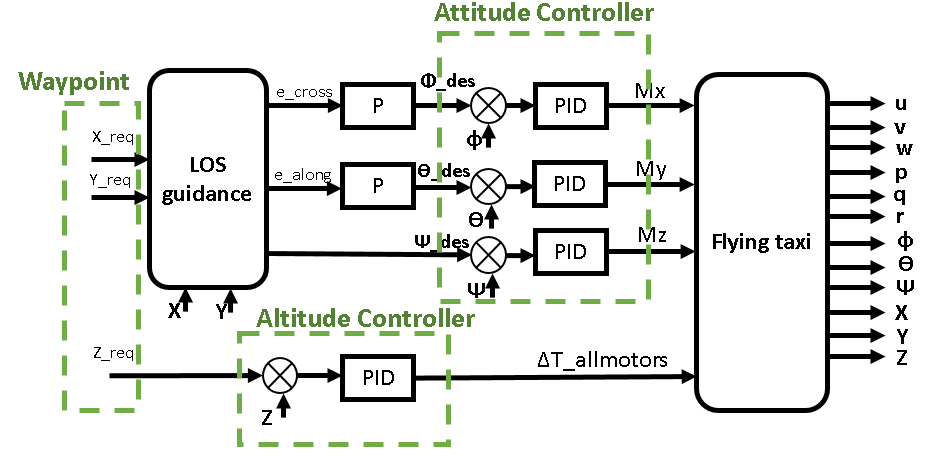 Attitude Controller
Waypoint
X_req
Y_req
LOS
guidance
e_cross
P
Φ_des
ϕ
PID
Mx
e_along
P
Θ_des
Θ
PID
My
Ψ_des
Ψ
PID
Mz
X
Y
Flying taxi
u
v
w
p
q
r
ϕ
Θ
Ψ
X
Y
Z
Altitude Controller
Z_req
Z
PID
ΔT_allmotors